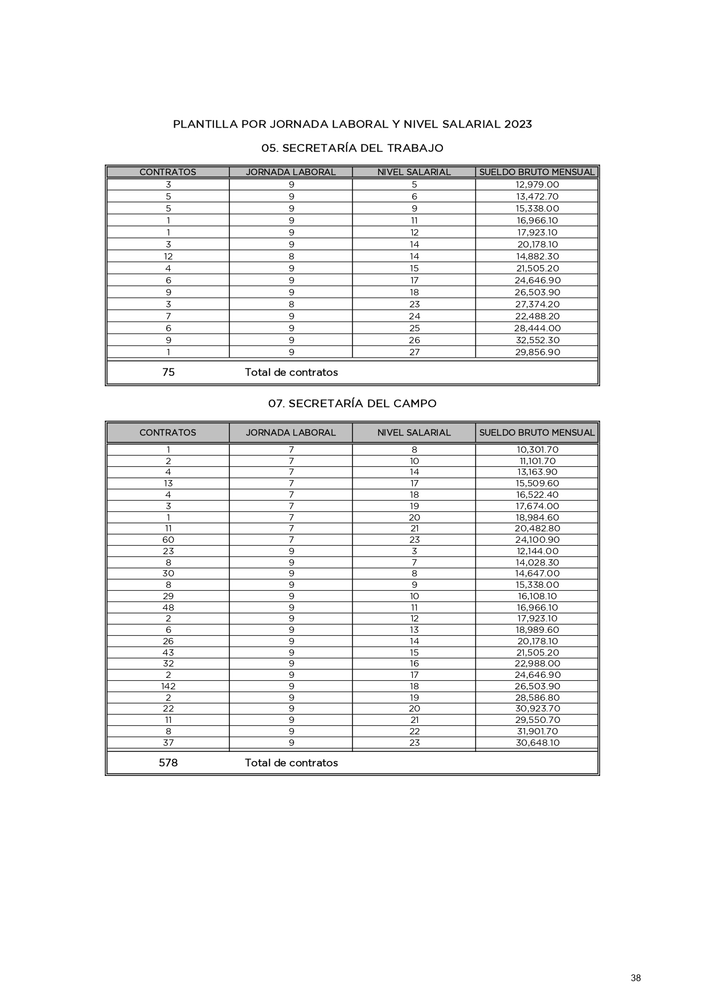 PLANTILLA POR JORNADA LABORAL Y NIVEL SALARIAL 2023
05. SECRETARÍA DEL TRABAJO
CONTRATOS JORNADA LABORAL NIVEL SALARIAL SUELDO BRUTO MENSUAL
3 9 5 12,979.00
5 9 6 13,472.70
5 9 9 15,338.00
1 9 11 16,966.10
1 9 12 17,923.10
3 9 14 20,178.10
12 8 14 14,882.30
4 9 15 21,505.20
6 9 17 24,646.90
9 9 18 26,503.90
3 8 23 27,374.20
7 9 24 22,488.20
6 9 25 28,444.00
9 9 26 32,552.30
1 9 27 29,856.90
75 Total de contratos
07. SECRETARÍA DEL CAMPO
CONTRATOS JORNADA LABORAL NIVEL SALARIAL SUELDO BRUTO MENSUAL
1 7 8 10,301.70
2 7 10 11,101.70
4 7 14 13,163.90
13 7 17 15,509.60
4 7 18 16,522.40
3 7 19 17,674.00
1 7 20 18,984.60
11 7 21 20,482.80
60 7 23 24,100.90
23 9 3 12,144.00
8 9 7 14,028.30
30 9 8 14,647.00
8 9 9 15,338.00
29 9 10 16,108.10
48 9 11 16,966.10
2 9 12 17,923.10
6 9 13 18,989.60
26 9 14 20,178.10
43 9 15 21,505.20
32 9 16 22,988.00
2 9 17 24,646.90
142 9 18 26,503.90
2 9 19 28,586.80
22 9 20 30,923.70
11 9 21 29,550.70
8 9 22 31,901.70
37 9 23 30,648.10
578 Total de contratos
38